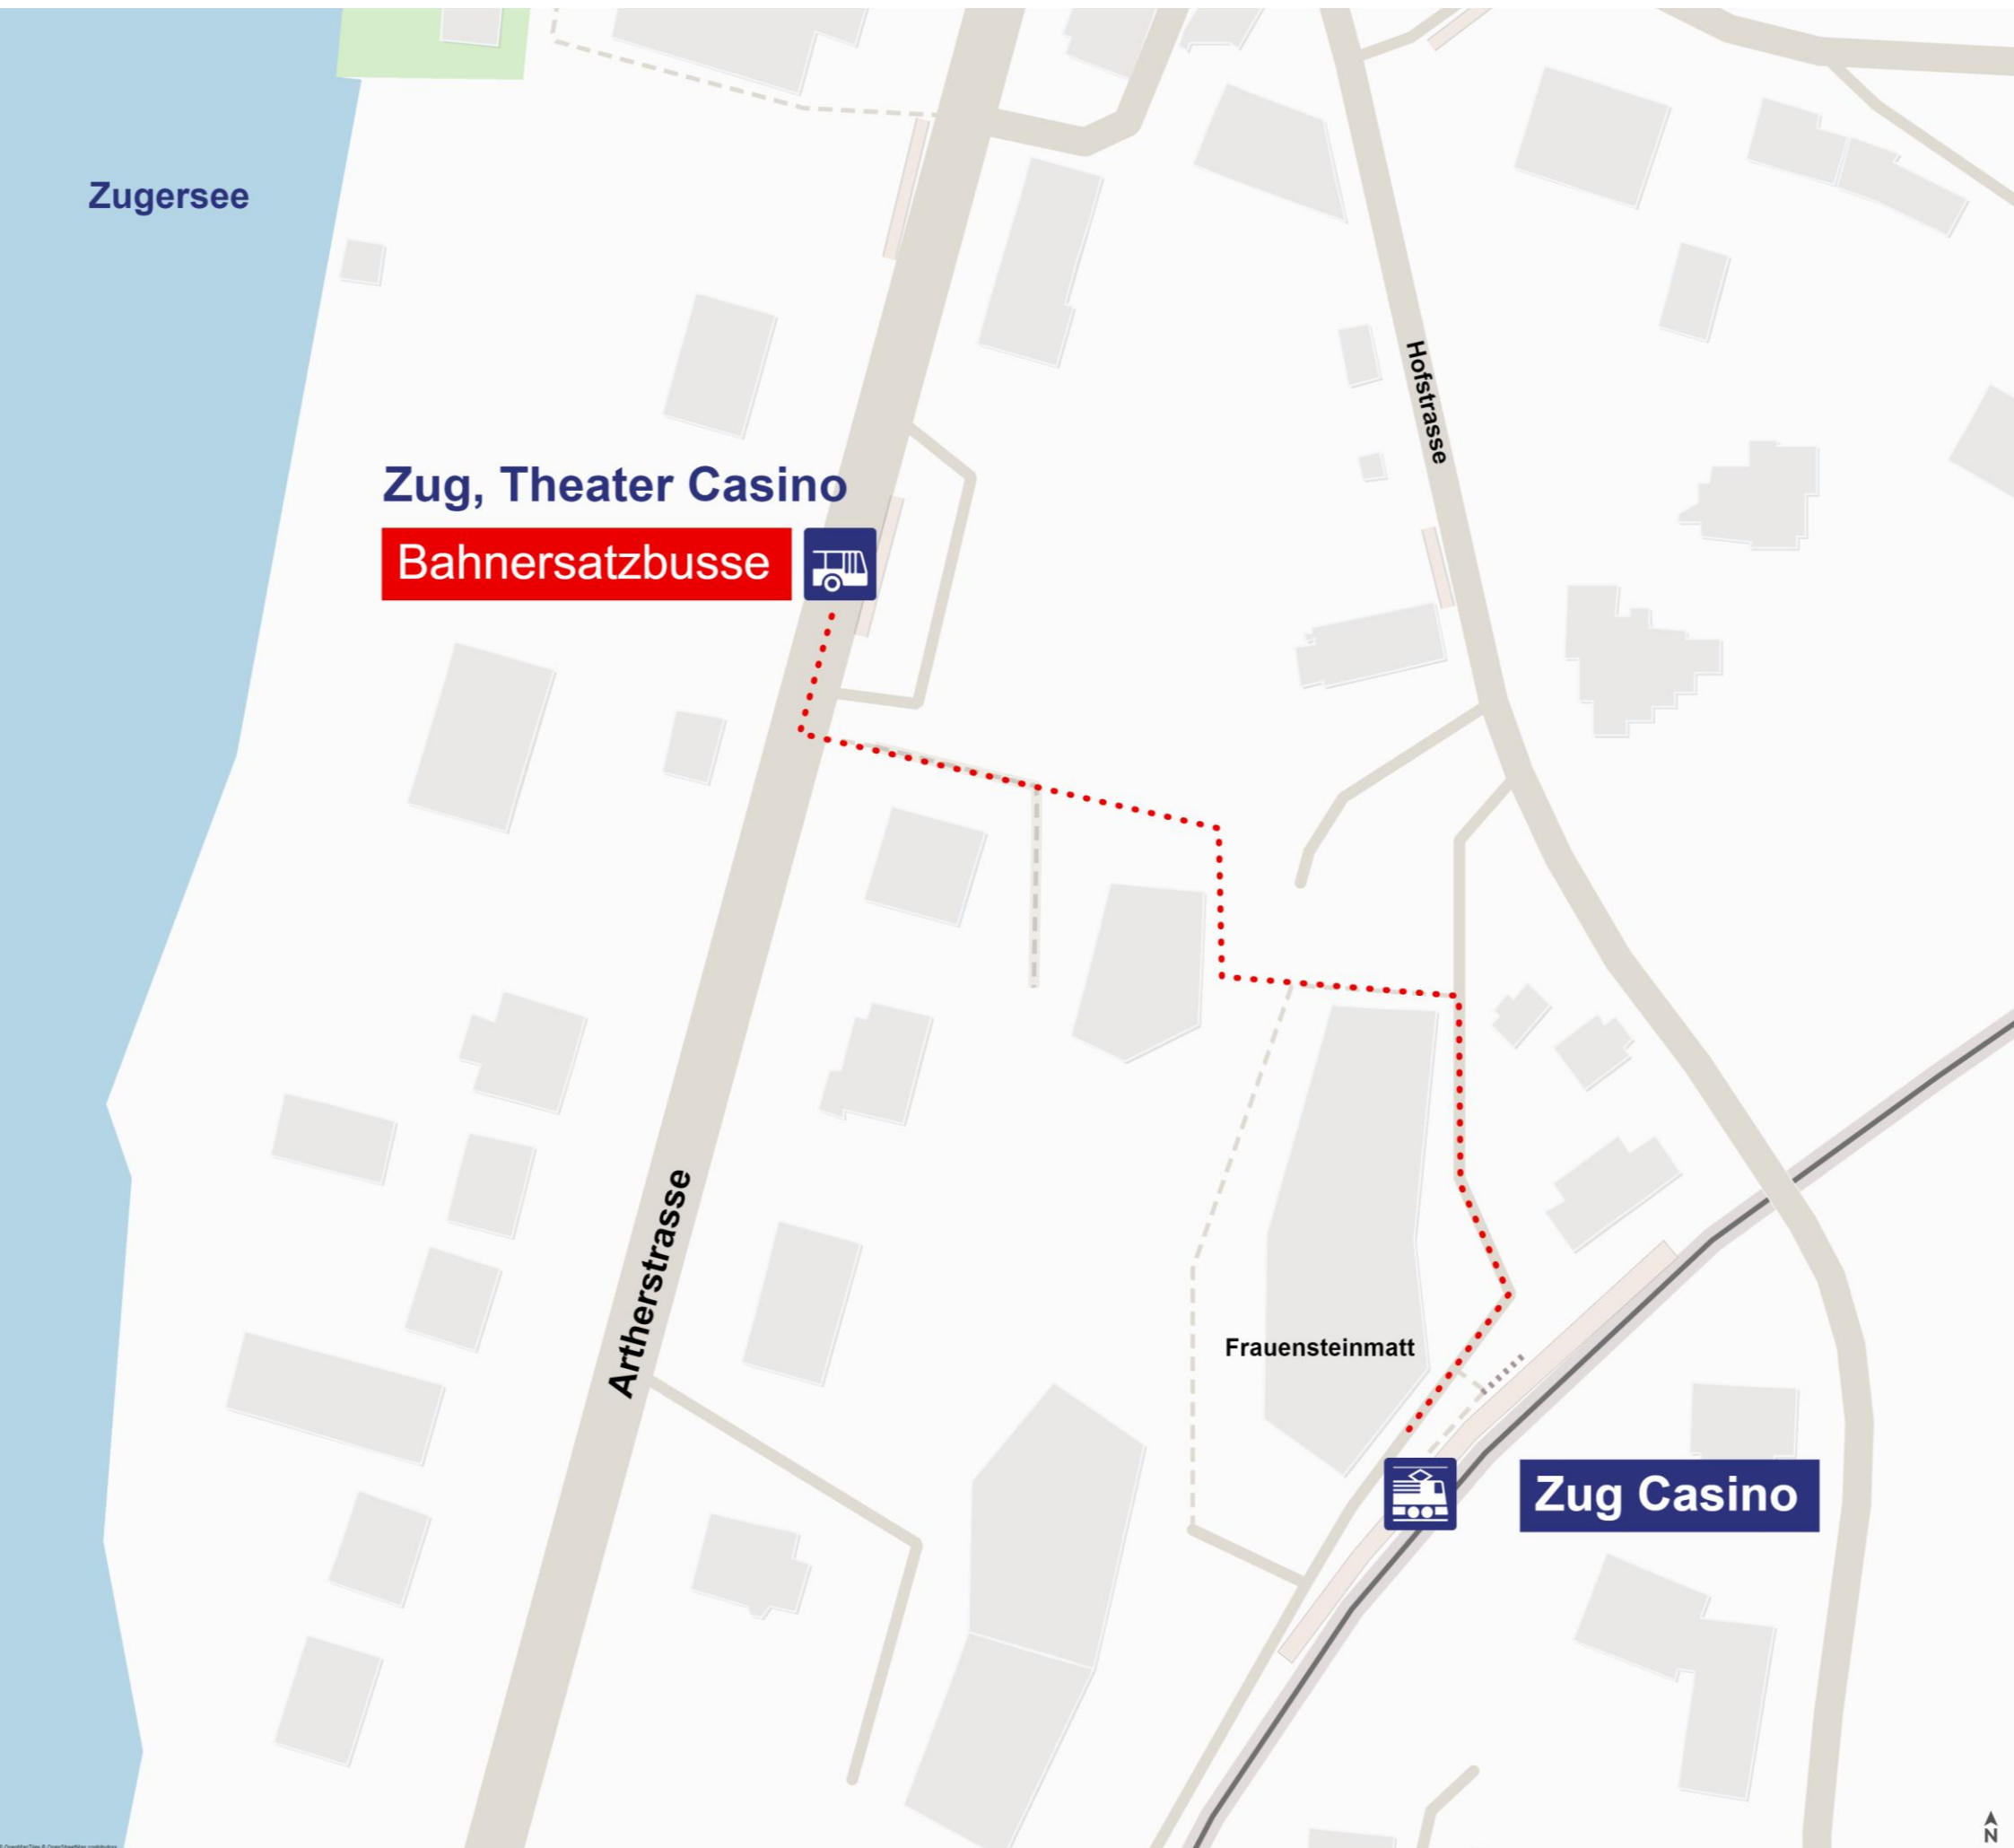 Zugersee
Hofstrasse
Zug, Theater Casino
Bahnersatzbusse
Artherstrasse
Frauensteinmatt
Zug Casino
N